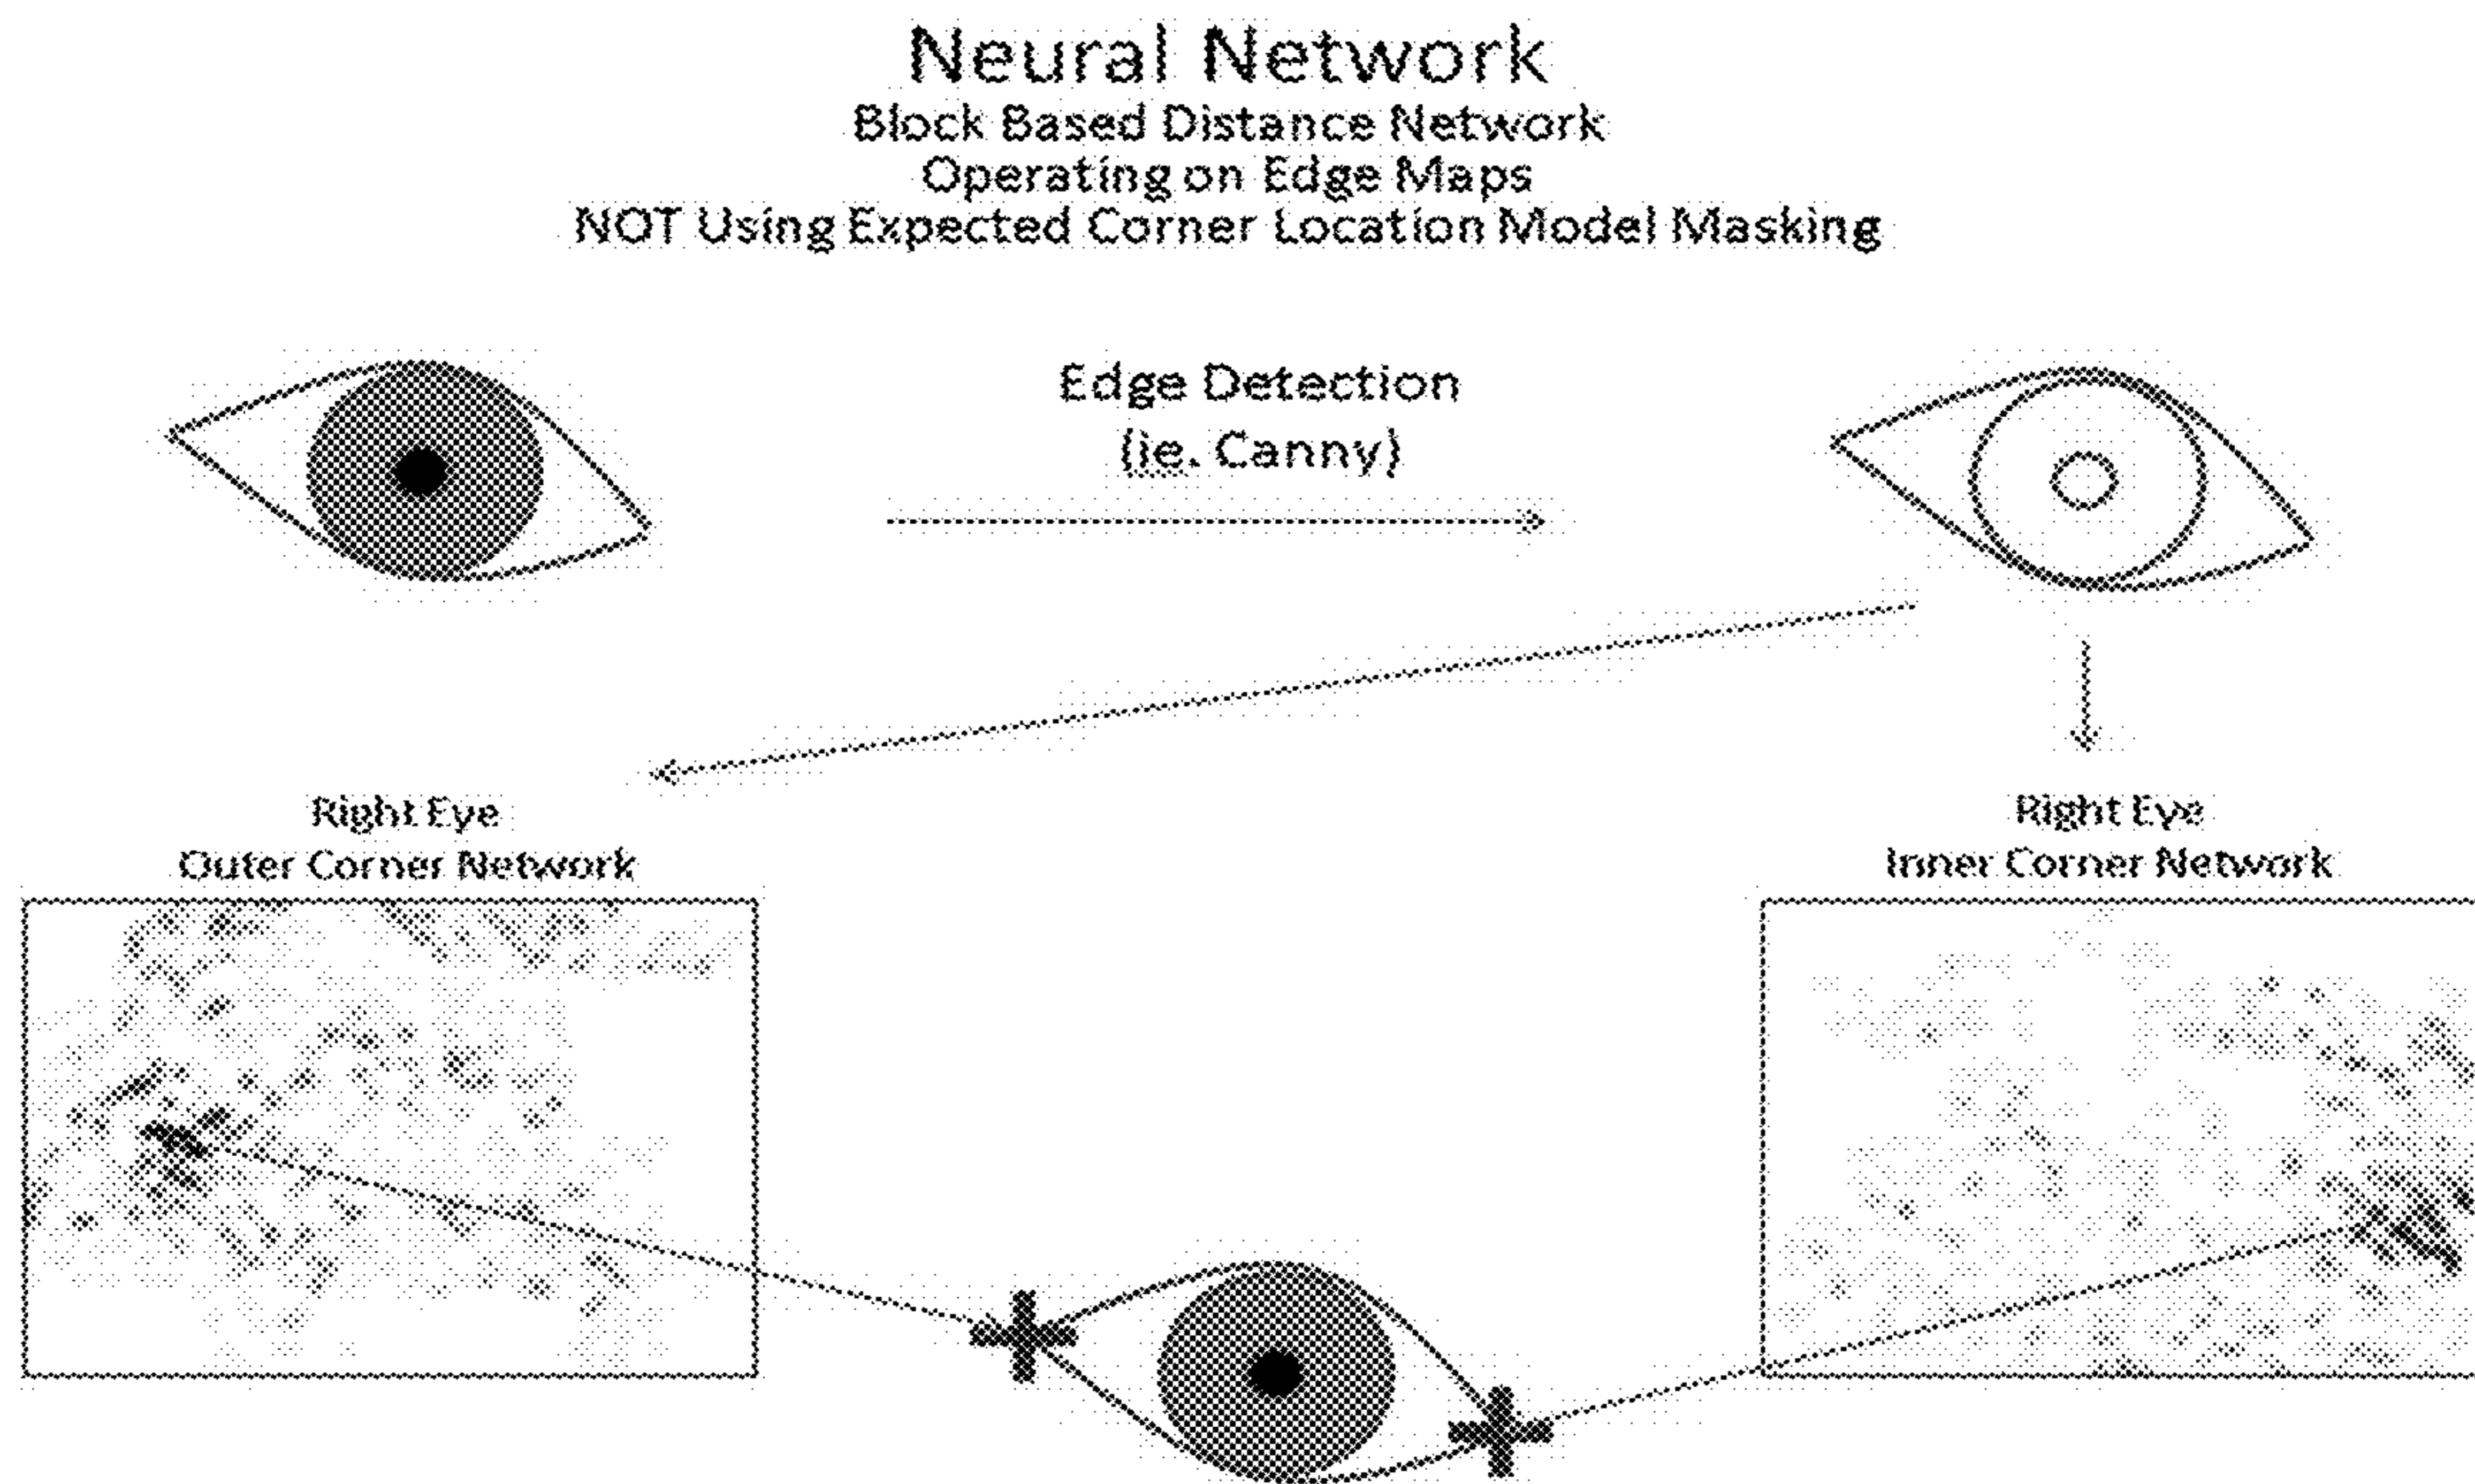 Neural Network
Block Based Distance Network
Operating on Edge Maps
NOT Using Expected Corner Location Model Masking
Edge Detection
(ie. Canny)
Right Eye
Outer Corner Network
Right Eye
Inner Corner Network